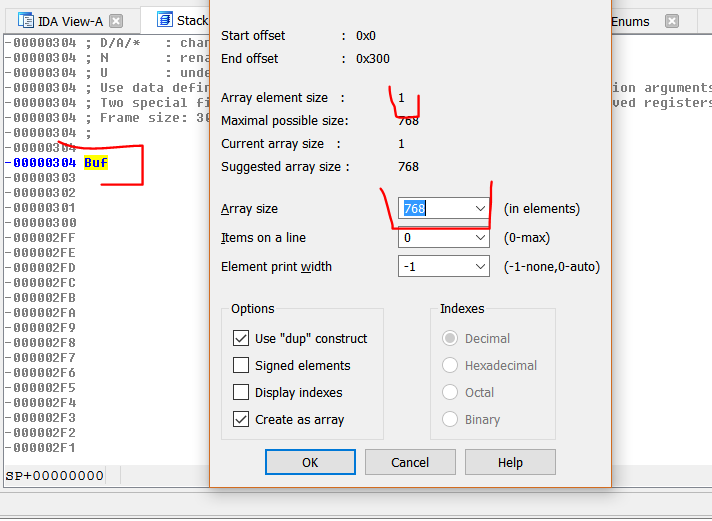 IDA View-A
Stack
Enums
-00000304 ; D/A/* : char
-00000304 ; N : rena
-00000304 ; U : unde
-00000304 ; Use data defin
ion arguments
-00000304 ; Two special fi
ved registers
-00000304 ; Frame size: 30
-00000304 ;
-00000304
-00000304 Buf
-00000303
-00000302
-00000301
-00000300
-000002FF
-000002FE
-000002FD
-000002FC
-000002FB
-000002FA
-000002F9
-000002F8
-000002F7
-000002F6
-000002F5
-000002F4
-000002F3
-000002F2
-000002F1
SP+00000000
Start offset : 0x0
End offset : 0x300
Array element size : 1
Maximal possible size: 768
Current array size : 1
Suggested array size : 768
Array size 768 (in elements)
Items on a line 0 (0-max)
Element print width -1 (-1-none,0-auto)
Options
Use "dup" construct
Signed elements
Display indexes
Create as array
Indexes
Decimal
Hexadecimal
Octal
Binary
OK
Cancel
Help